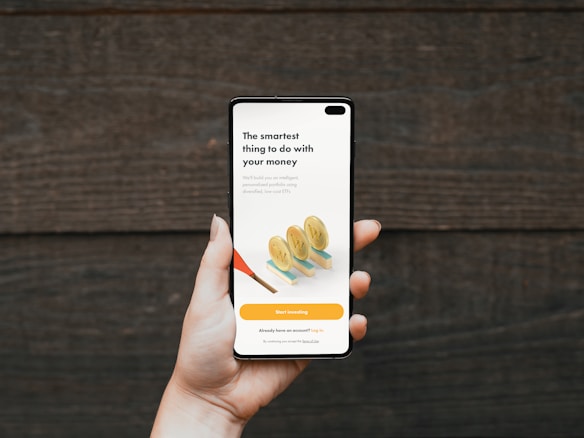 The smartest
thing to do with
your money
We'll build you an intelligent
personalized portfolio using
diversified, low-cost ETFs.
Start investing
Already have an account? Log in
By continuing you accept the Terms of Use